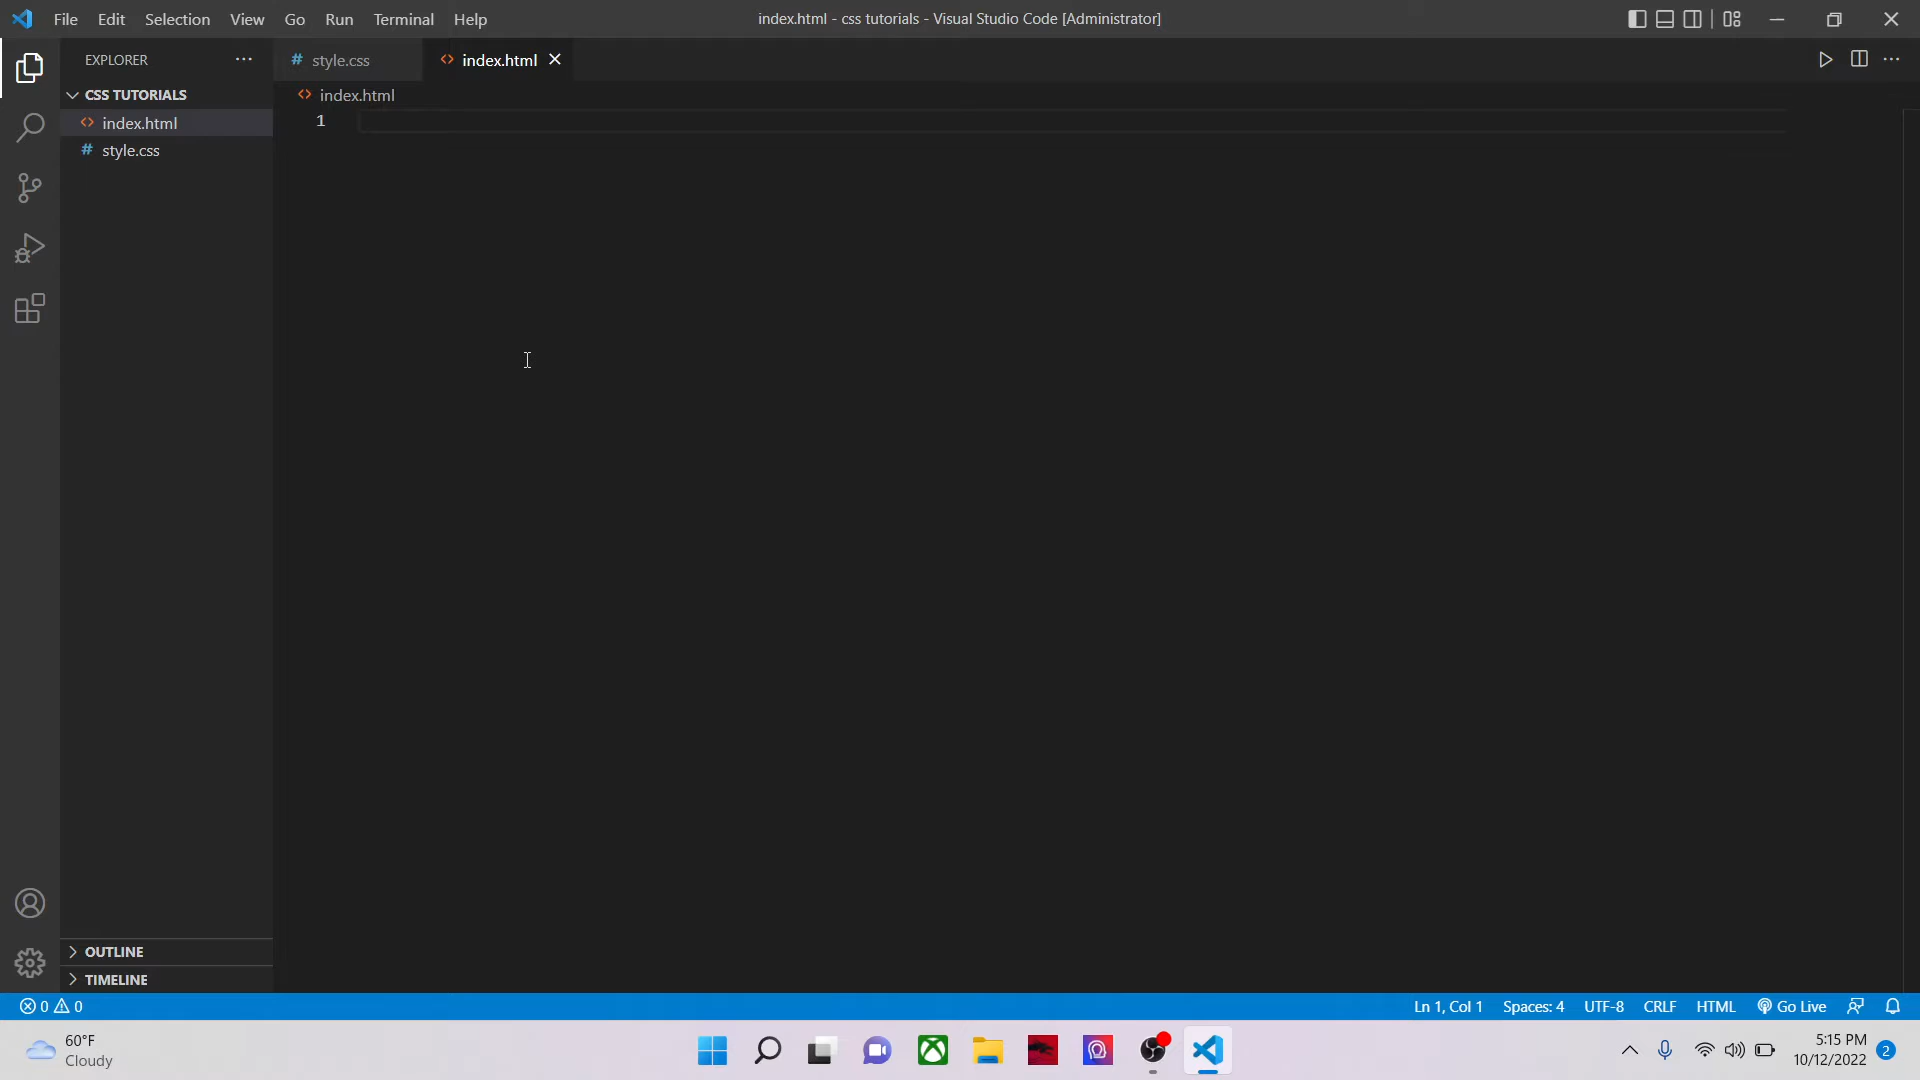 File Edit Selection View Go Run Terminal Help
index.html - css tutorials - Visual Studio Code [Administrator]
EXPLORER
# style.css
<> index.html
CSS TUTORIALS
<> index.html
<> index.html
1
# style.css
OUTLINE
TIMELINE
0 0
Ln 1, Col 1 Spaces: 4 UTF-8 CRLF HTML Go Live
60°F
Cloudy
5:15 PM
10/12/2022
2